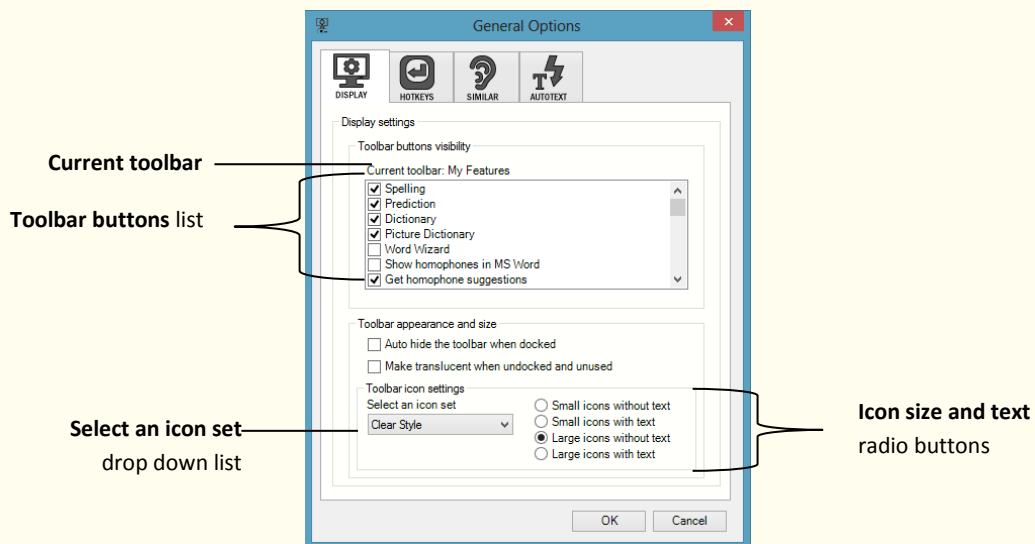 General Options
DISPLAY
HOTKEYS
SIMILAR
T
AUTOTEXT
Display settings
Toolbar buttons visibility
Current toolbar
Current toolbar: My Features
Toolbar buttons list
Spelling
Prediction
Dictionary
Picture Dictionary
Word Wizard
Show homophones in MS Word
Get homophone suggestions
Toolbar appearance and size
Auto hide the toolbar when docked
Make translucent when undocked and unused
Toolbar icon settings
Select an icon set
Clear Style
Small icons without text
Small icons with text
Large icons without text
Large icons with text
Select an icon set
drop down list
Icon size and text
radio buttons
OK
Cancel